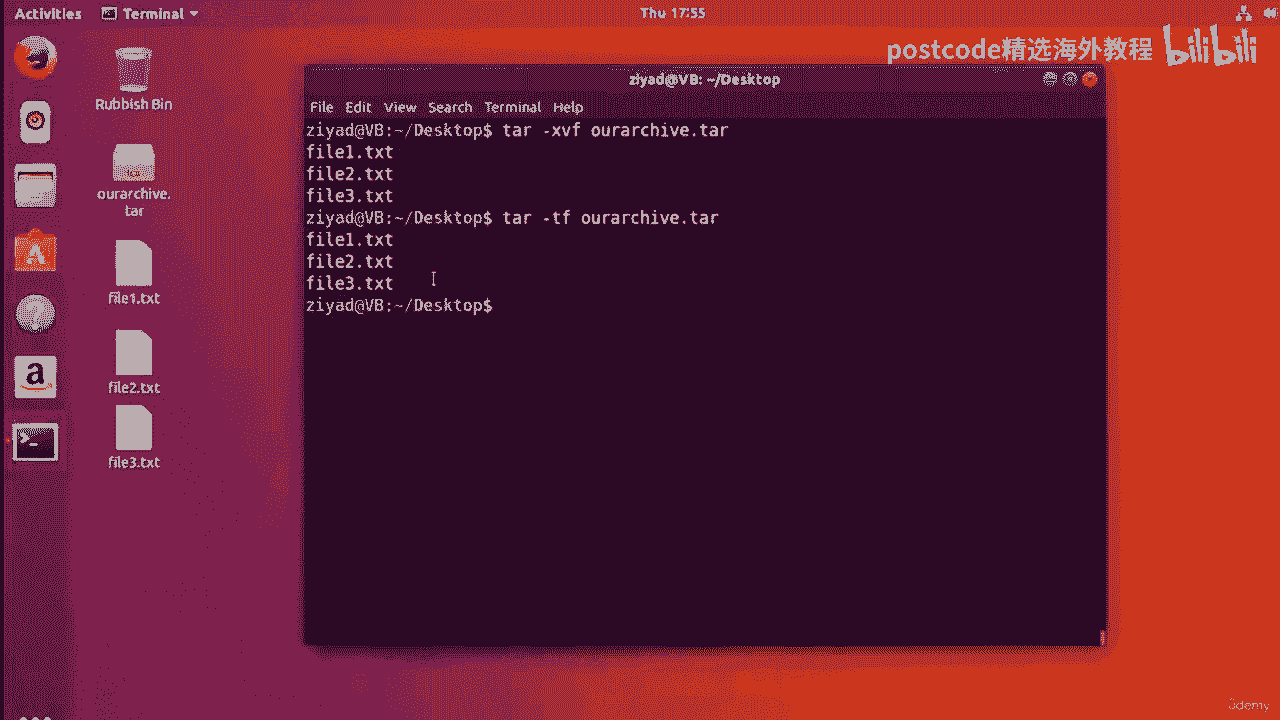 Activities
Terminal
Thu 17:55
postcode精选海外教程 bilibili
Rubbish Bin
ourarchive.
tar
file1.txt
file2.txt
file3.txt
ziyad@VB: ~/Desktop
File Edit View Search Terminal Help
ziyad@VB:~/Desktop$ tar -xvf ourarchive.tar
file1.txt
file2.txt
file3.txt
ziyad@VB:~/Desktop$ tar -tf ourarchive.tar
file1.txt
file2.txt
file3.txt
ziyad@VB:~/Desktop$
Udemy